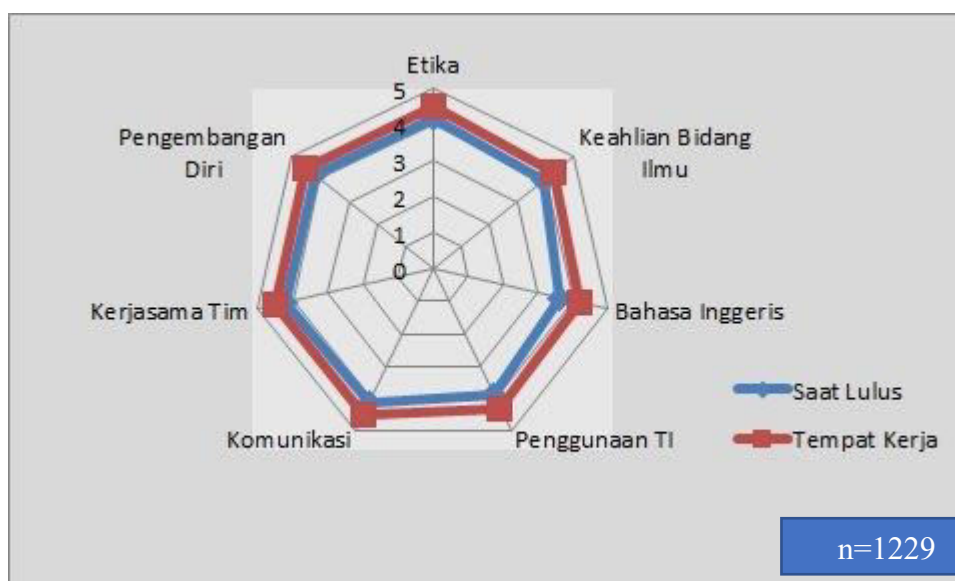 Etika
5
4
3
2
1
0
Keahlian Bidang
Ilmu
Bahasa Inggeris
Penggunaan TI
Komunikasi
Kerjasama Tim
Pengembangan
Diri
Saat Lulus
Tempat Kerja
n=1229